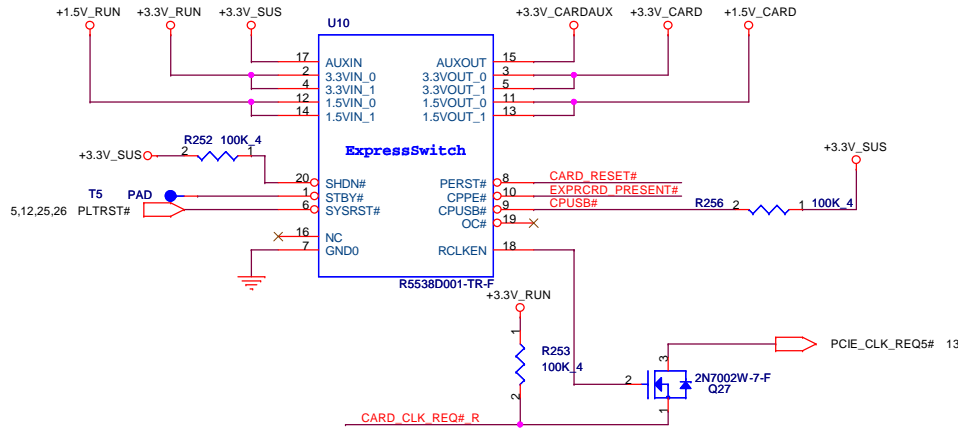 +1.5V_RUN +3.3V_RUN +3.3V_SUS +3.3V_CARDAUX +3.3V_CARD +1.5V_CARD
U10
17 AUXIN AUXOUT 15
2 3.3VIN_0 3.3VOUT_0 3
4 3.3VIN_1 3.3VOUT_1 5
12 1.5VIN_0 1.5VOUT_0 11
14 1.5VIN_1 1.5VOUT_1 13
R252 100K_4
ExpressSwitch
+3.3V_SUS 2 1
+3.3V_SUS
20 SHDN# PERST# 8 CARD_RESET#
T5 PAD 1 STBY# CPPE# 10 EXPRCRD_PRESENT#
5,12,25,26 PLTRST# 6 SYSRST# CPUSB# 9 CPUSB#
R256 2 1 100K_4
OC# 19
16 NC
7 GND0 RCLKEN 18
R5538D001-TR-F
+3.3V_RUN
1
R253
100K_4
2
PCIE_CLK_REQ5# 13
3
2 2N7002W-7-F
Q27
1
CARD_CLK_REQ#_R